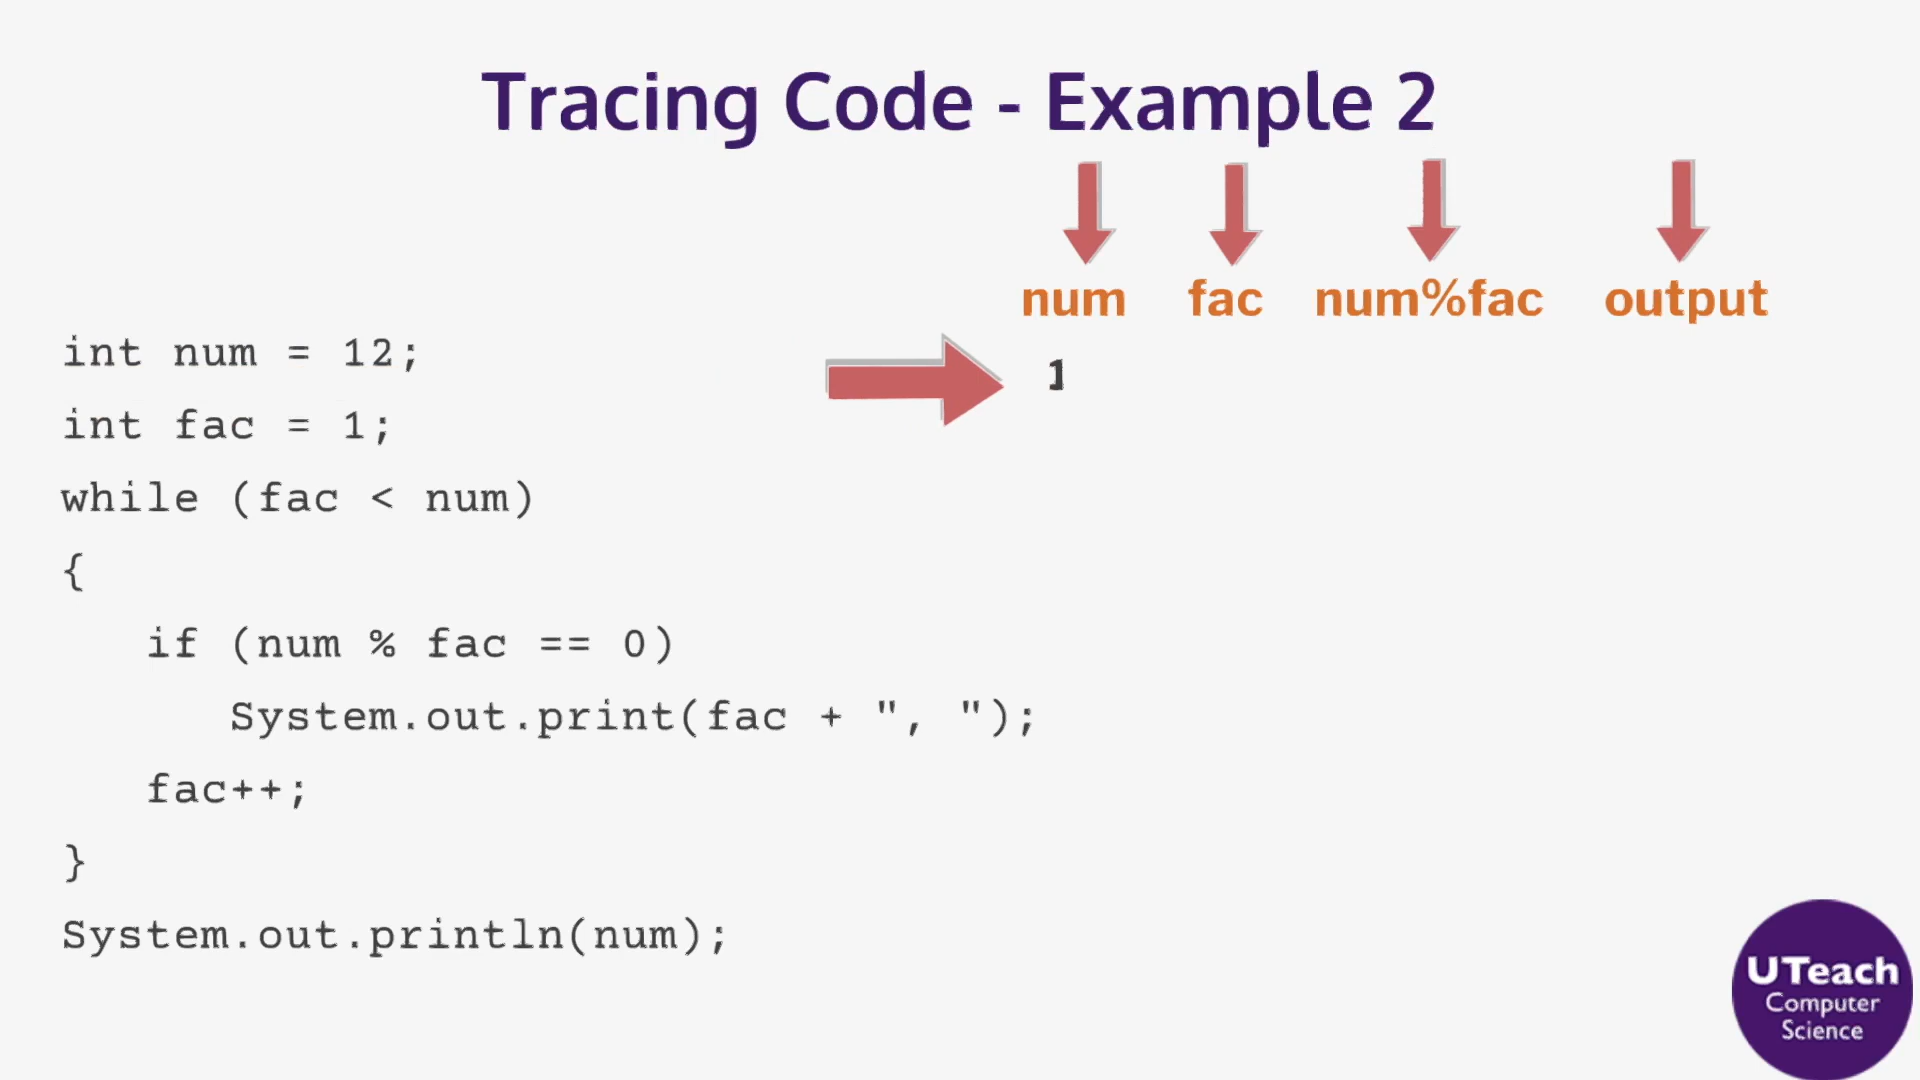 Tracing Code - Example 2
num fac num%fac output
1
int num = 12;
int fac = 1;
while (fac < num)
{
if (num % fac == 0)
System.out.print(fac + ", ");
fac++;
}
System.out.println(num);
UTeach
Computer
Science